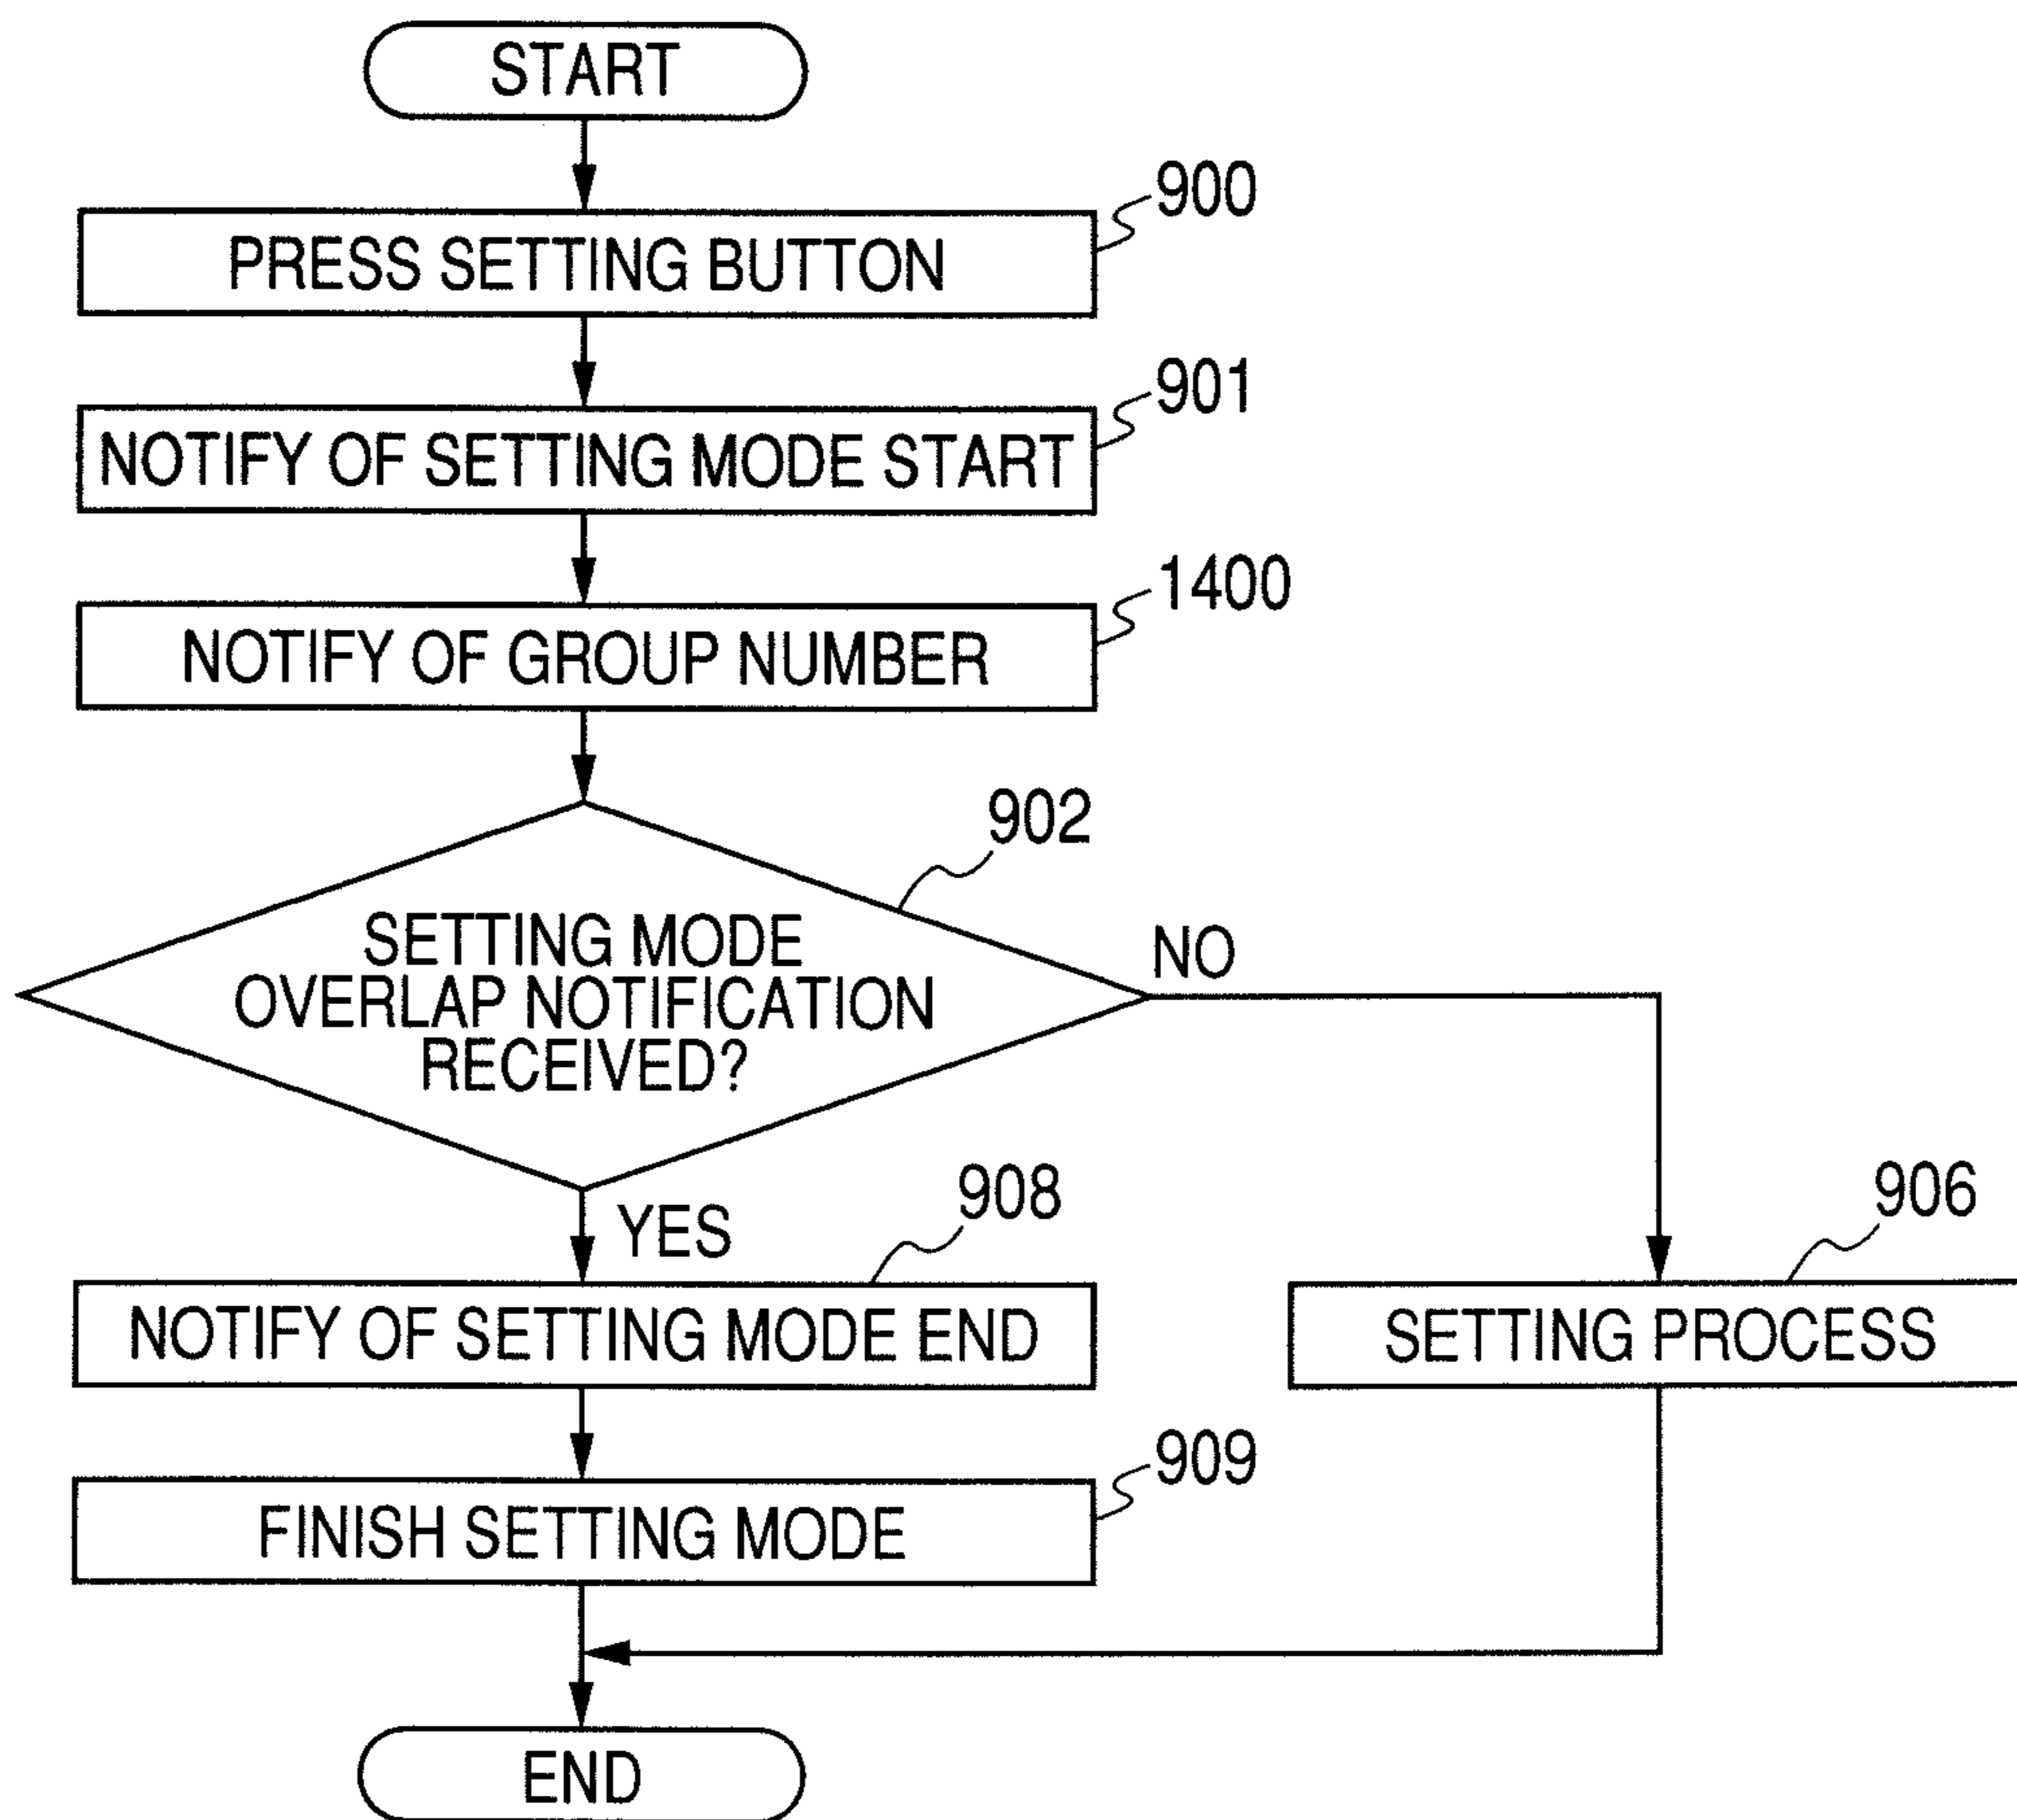 START
900
PRESS SETTING BUTTON
901
NOTIFY OF SETTING MODE START
1400
NOTIFY OF GROUP NUMBER
902
SETTING MODE
OVERLAP NOTIFICATION
RECEIVED?
NO
YES
908
906
NOTIFY OF SETTING MODE END
SETTING PROCESS
909
FINISH SETTING MODE
END